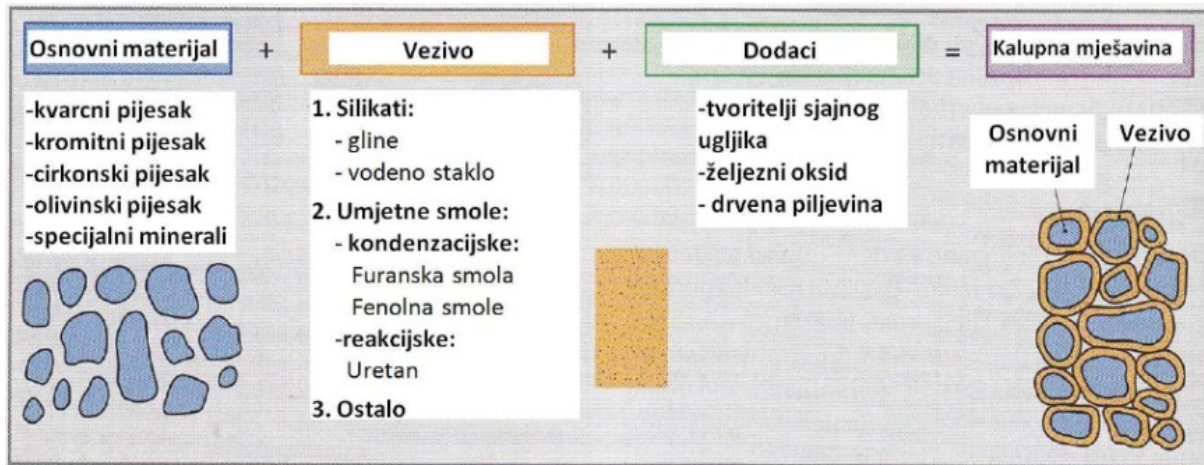 Osnovni materijal + Vezivo + Dodaci = Kalupna mješavina
-kvarcni pijesak
-kromitni pijesak
-cirkonski pijesak
-olivinski pijesak
-specijalni minerali
1. Silikati:
- gline
- vodeno staklo
2. Umjetne smole:
- kondenzacijske:
Furanska smola
Fenolna smole
-reakcijske:
Uretan
3. Ostalo
-tvoritelji sjajnog
ugljika
-željezni oksid
- drvena piljevina
Osnovni
materijal
Vezivo